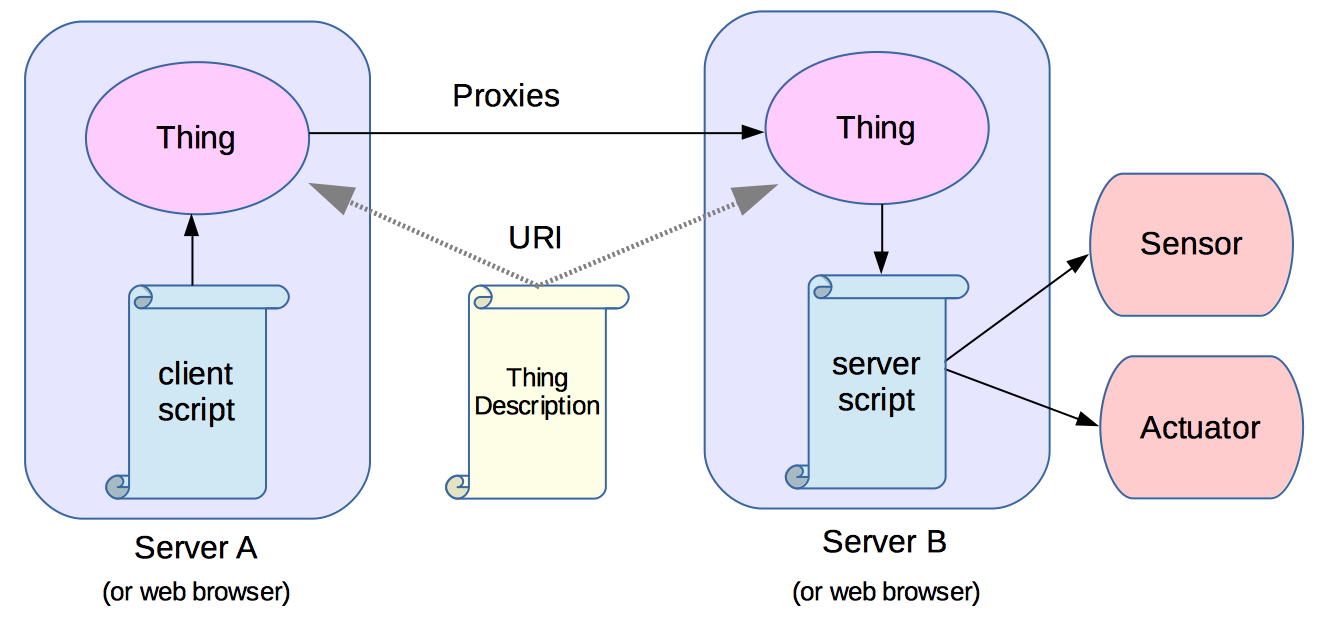 Proxies
Thing
Thing
URI
Sensor
client
script
Thing
Description
server
script
Actuator
Server A
(or web browser)
Server B
(or web browser)